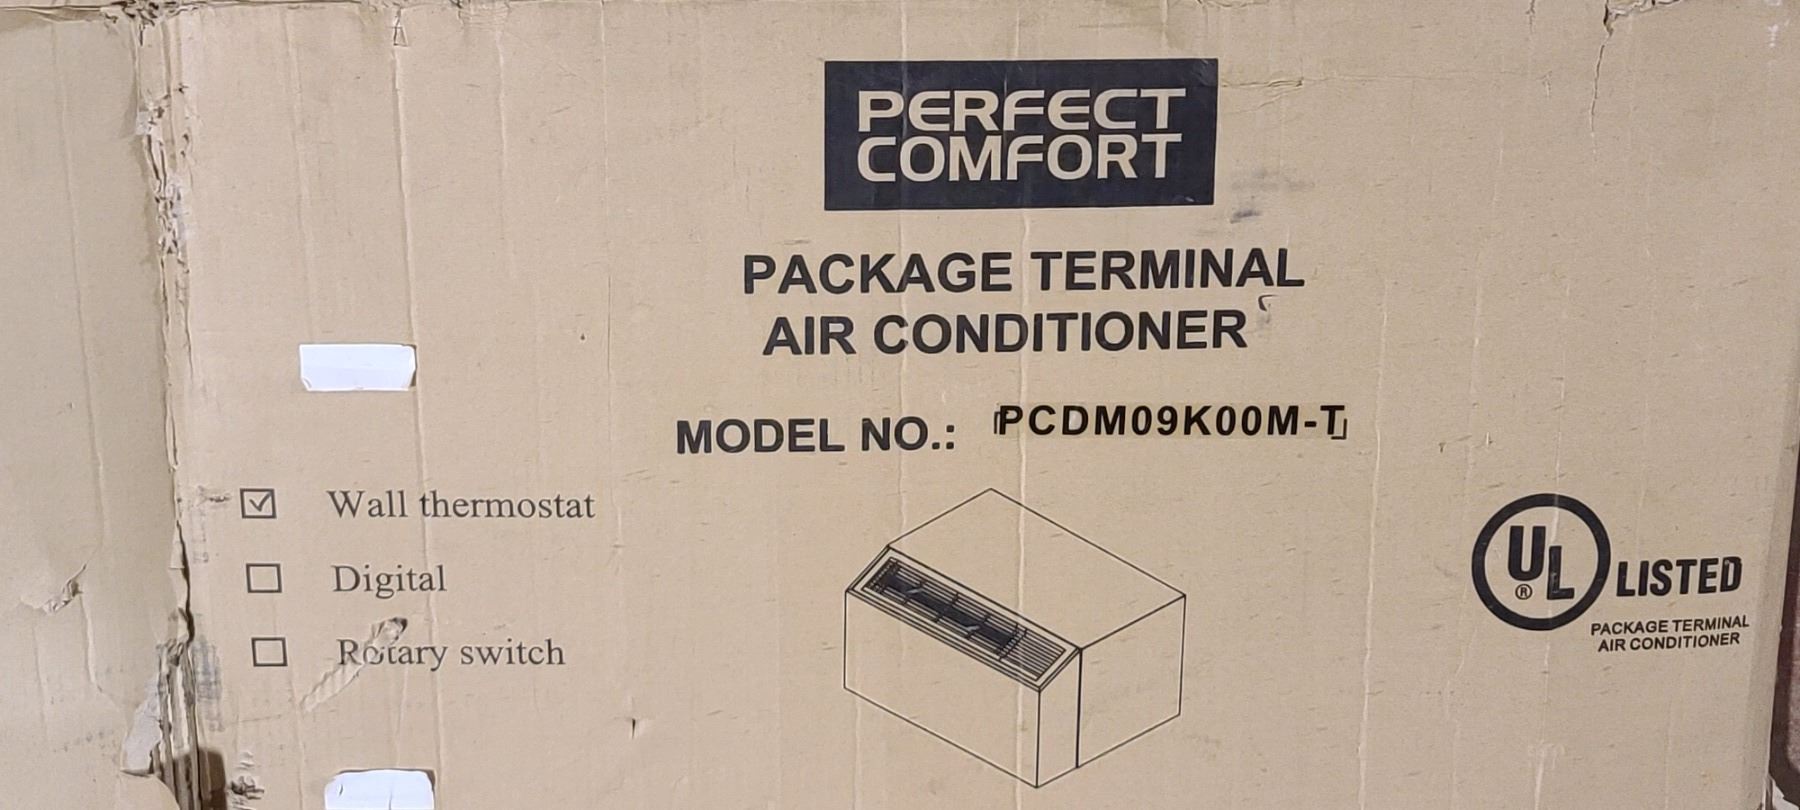 PERFECT
COMFORT
PACKAGE TERMINAL
AIR CONDITIONER
MODEL NO.: PCDM09K00M-T
Wall thermostat
Digital
Rotary switch
UL® LISTED
PACKAGE TERMINAL
AIR CONDITIONER